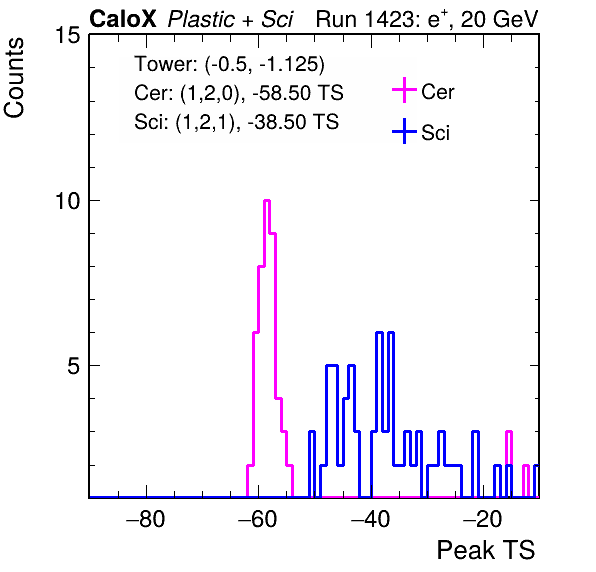 CaloX Plastic + Sci Run 1423: e⁺, 20 GeV
Counts
15
10
5
Tower: (-0.5, -1.125)
Cer: (1,2,0), -58.50 TS
Sci: (1,2,1), -38.50 TS
Cer
Sci
−80 −60 −40 −20
Peak TS